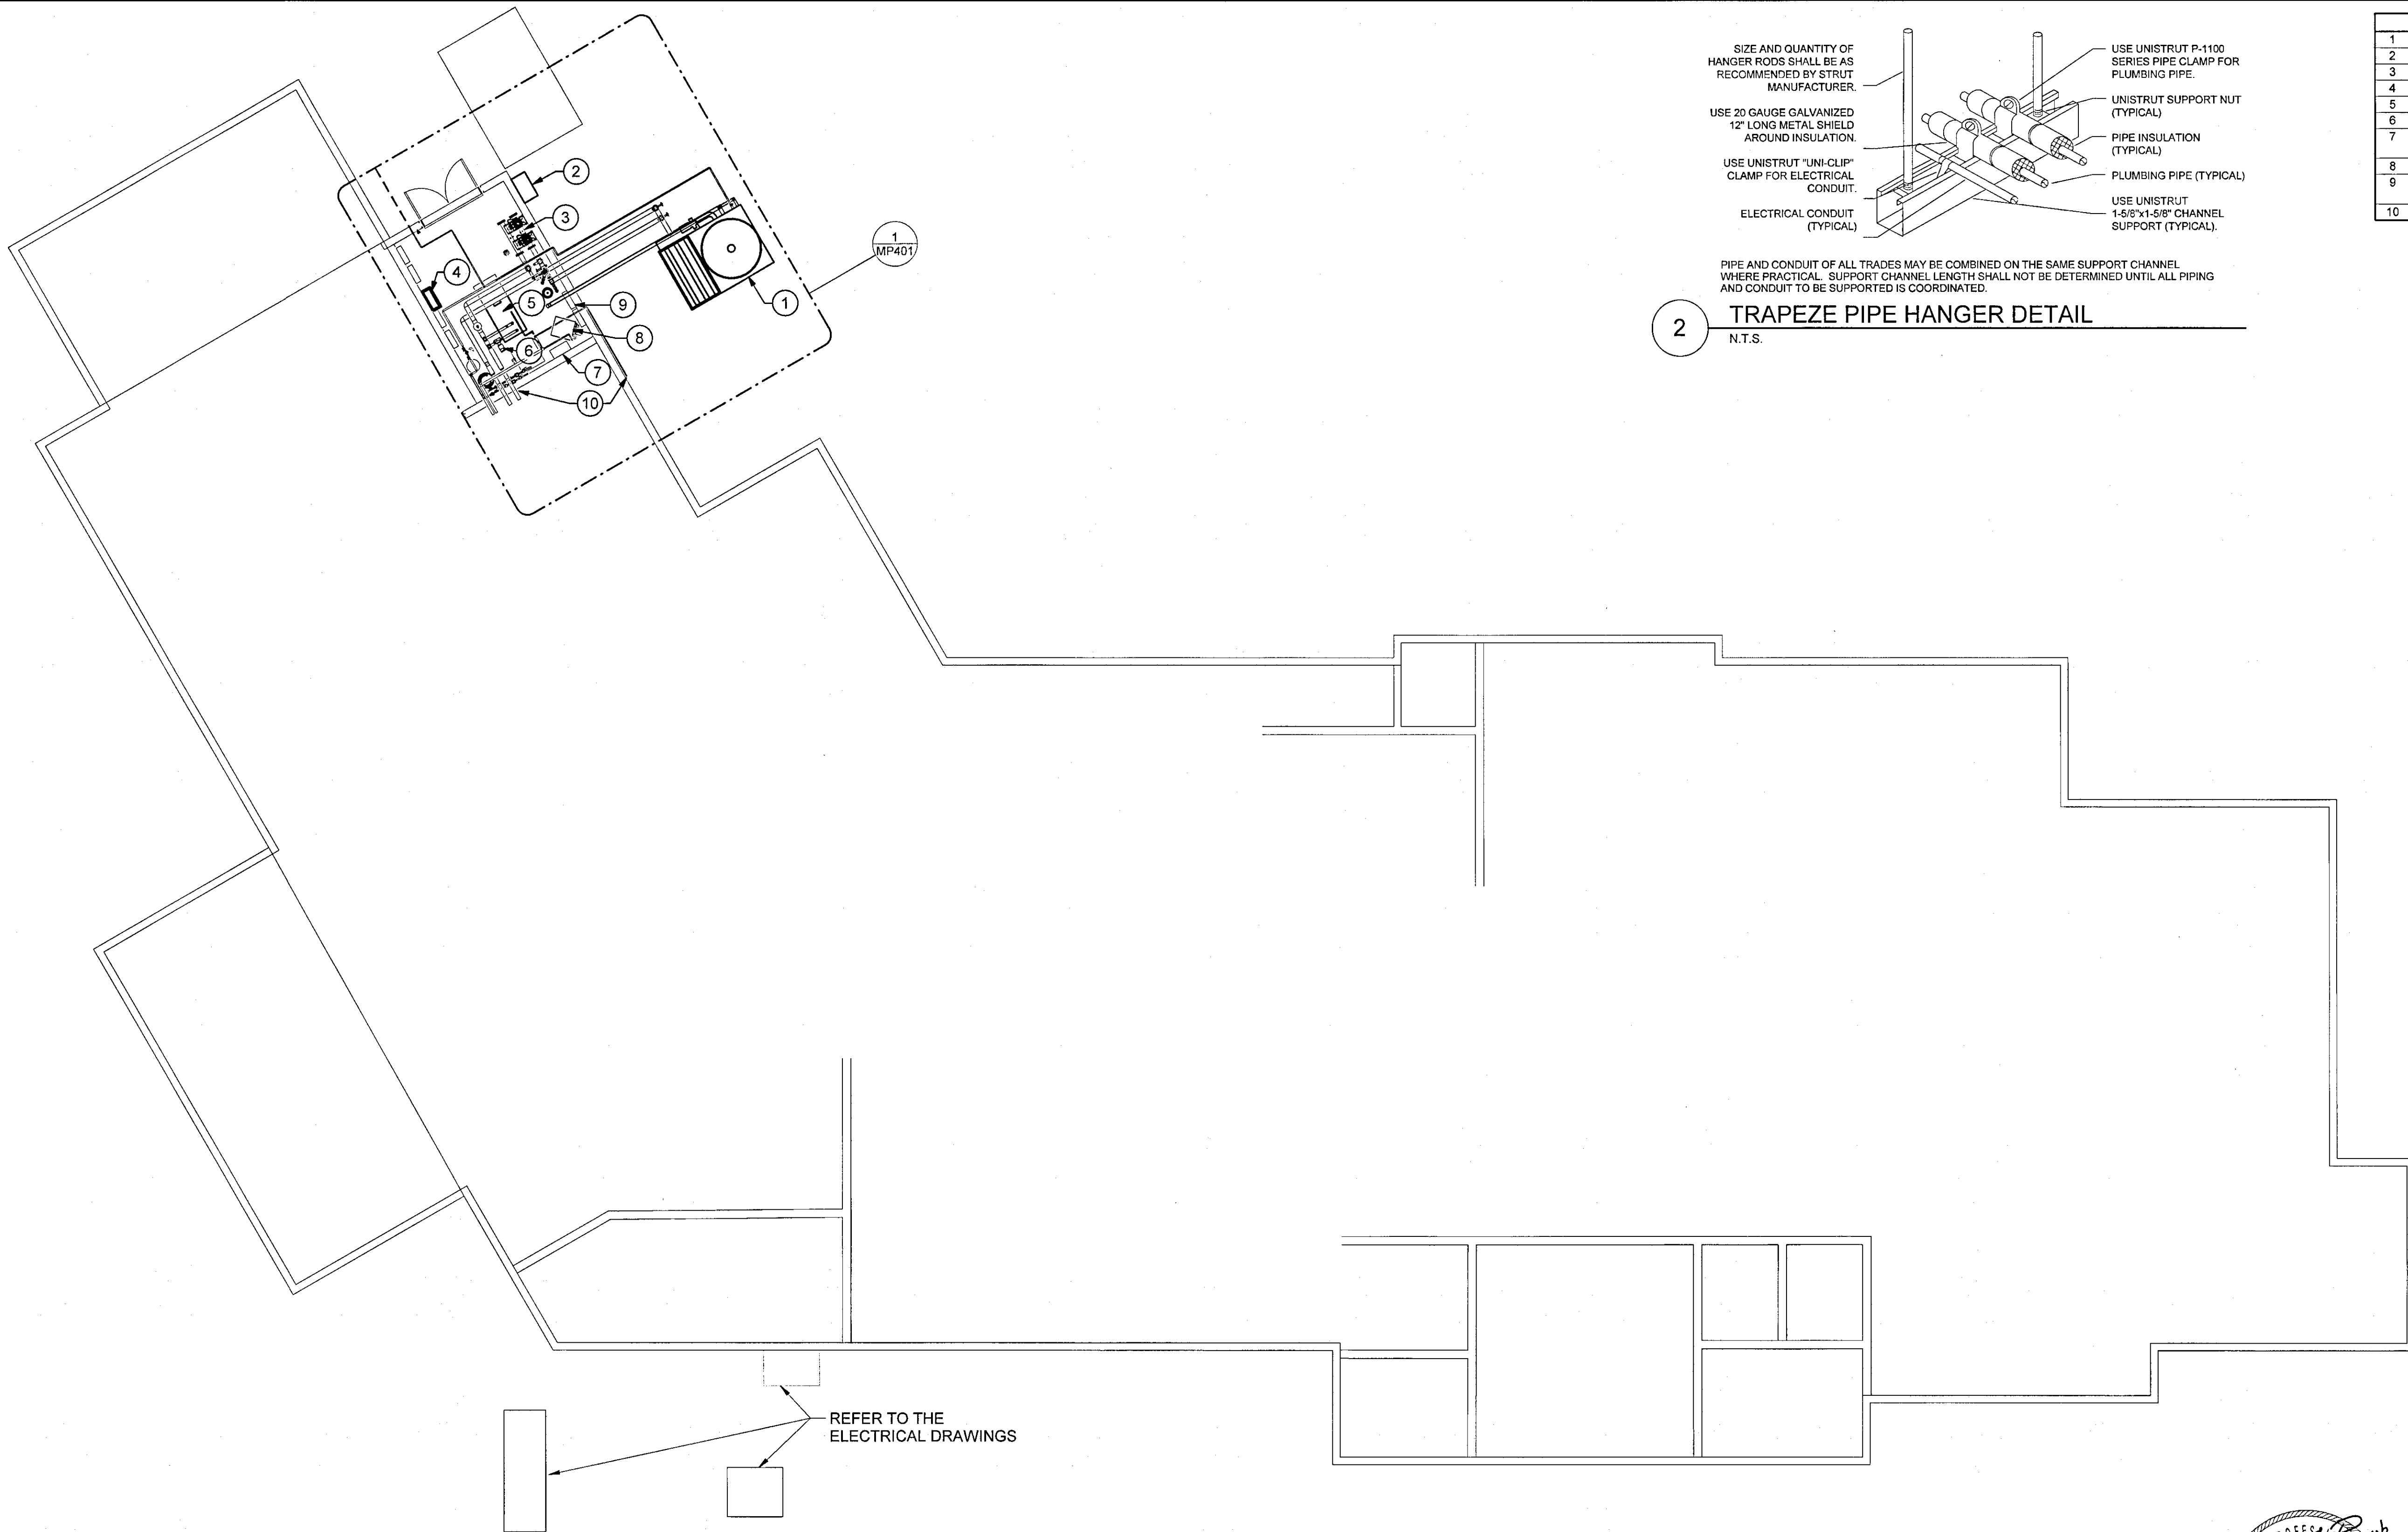 2
3
1
MP401
4
5
9
1
8
6
7
10
SIZE AND QUANTITY OF
HANGER RODS SHALL BE AS
RECOMMENDED BY STRUT
MANUFACTURER.
USE 20 GAUGE GALVANIZED
12" LONG METAL SHIELD
AROUND INSULATION.
USE UNISTRUT "UNI-CLIP"
CLAMP FOR ELECTRICAL
CONDUIT.
ELECTRICAL CONDUIT
(TYPICAL)
USE UNISTRUT P-1100
SERIES PIPE CLAMP FOR
PLUMBING PIPE.
UNISTRUT SUPPORT NUT
(TYPICAL)
PIPE INSULATION
(TYPICAL)
PLUMBING PIPE (TYPICAL)
USE UNISTRUT
1-5/8"x1-5/8" CHANNEL
SUPPORT (TYPICAL).
PIPE AND CONDUIT OF ALL TRADES MAY BE COMBINED ON THE SAME SUPPORT CHANNEL
WHERE PRACTICAL. SUPPORT CHANNEL LENGTH SHALL NOT BE DETERMINED UNTIL ALL PIPING
AND CONDUIT TO BE SUPPORTED IS COORDINATED.
2
TRAPEZE PIPE HANGER DETAIL
N.T.S.
1
2
3
4
5
6
7
8
9
10
REFER TO THE
ELECTRICAL DRAWINGS